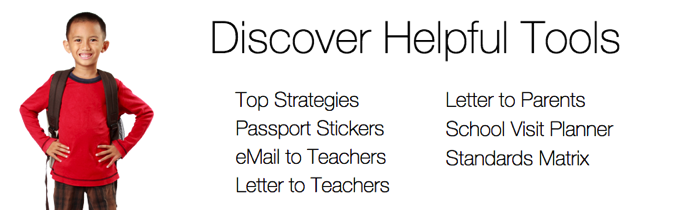 Discover Helpful Tools
Top Strategies
Passport Stickers
eMail to Teachers
Letter to Teachers
Letter to Parents
School Visit Planner
Standards Matrix